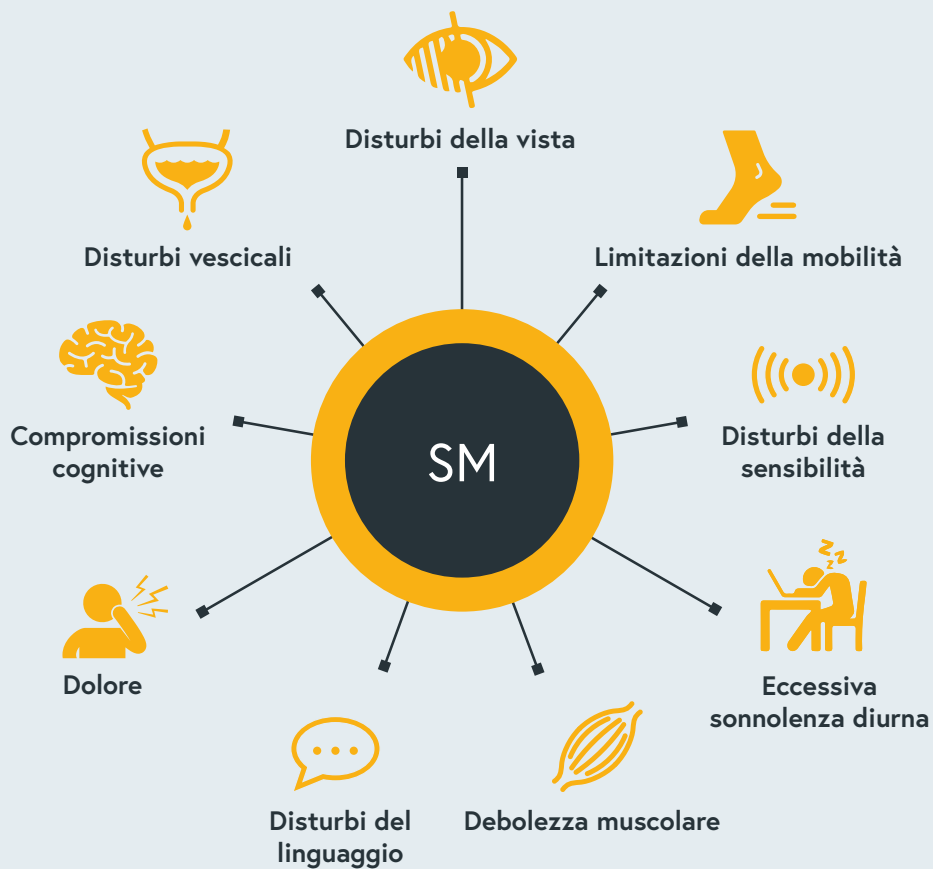 Disturbi della vista
Disturbi vescicali
Limitazioni della mobilità
Compromissioni
cognitive
SM
Disturbi della
sensibilità
Dolore
Eccessiva
sonnolenza diurna
Disturbi del
linguaggio
Debolezza muscolare